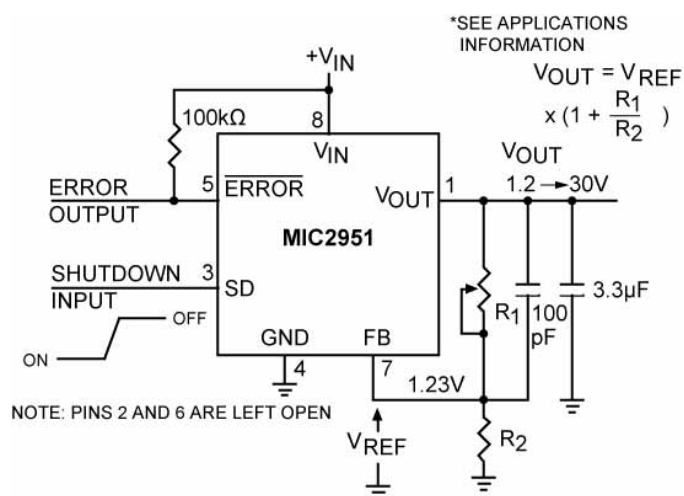 *SEE APPLICATIONS
INFORMATION
VOUT = VREF
x (1 + R1/R2 )
+VIN
100kΩ
8
VIN
VOUT
1.2 → 30V
ERROR
OUTPUT
5
ERROR
VOUT
1
MIC2951
SHUTDOWN
INPUT
3
SD
R1
100
pF
3.3µF
OFF
ON
GND
FB
4
7
1.23V
NOTE: PINS 2 AND 6 ARE LEFT OPEN
VREF
R2